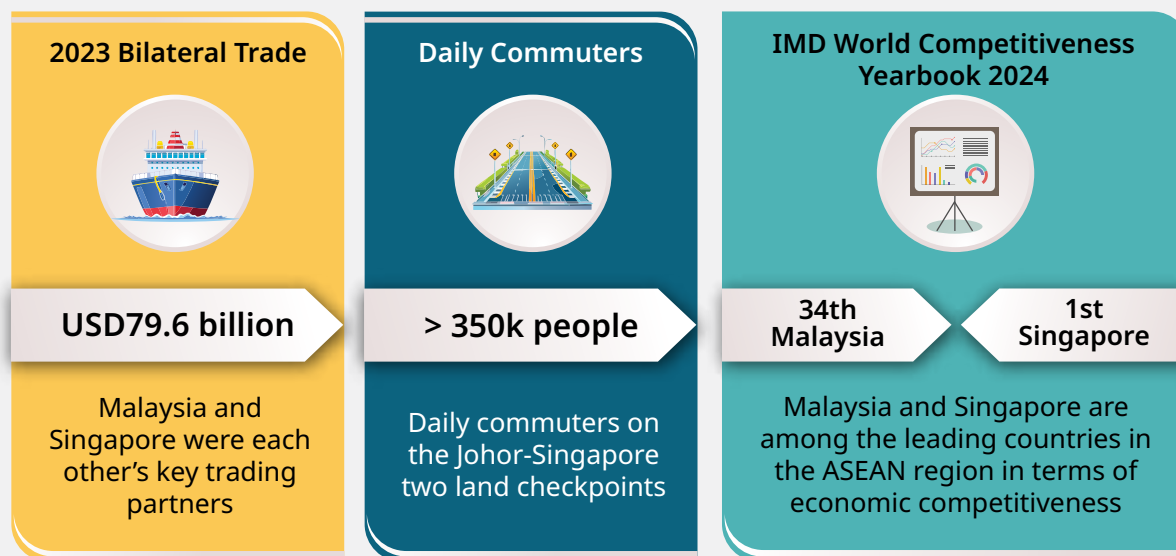 2023 Bilateral Trade
USD79.6 billion
Malaysia and
Singapore were each
other’s key trading
partners
Daily Commuters
> 350k people
Daily commuters on
the Johor-Singapore
two land checkpoints
IMD World Competitiveness
Yearbook 2024
34th
Malaysia
1st
Singapore
Malaysia and Singapore are
among the leading countries in
the ASEAN region in terms of
economic competitiveness